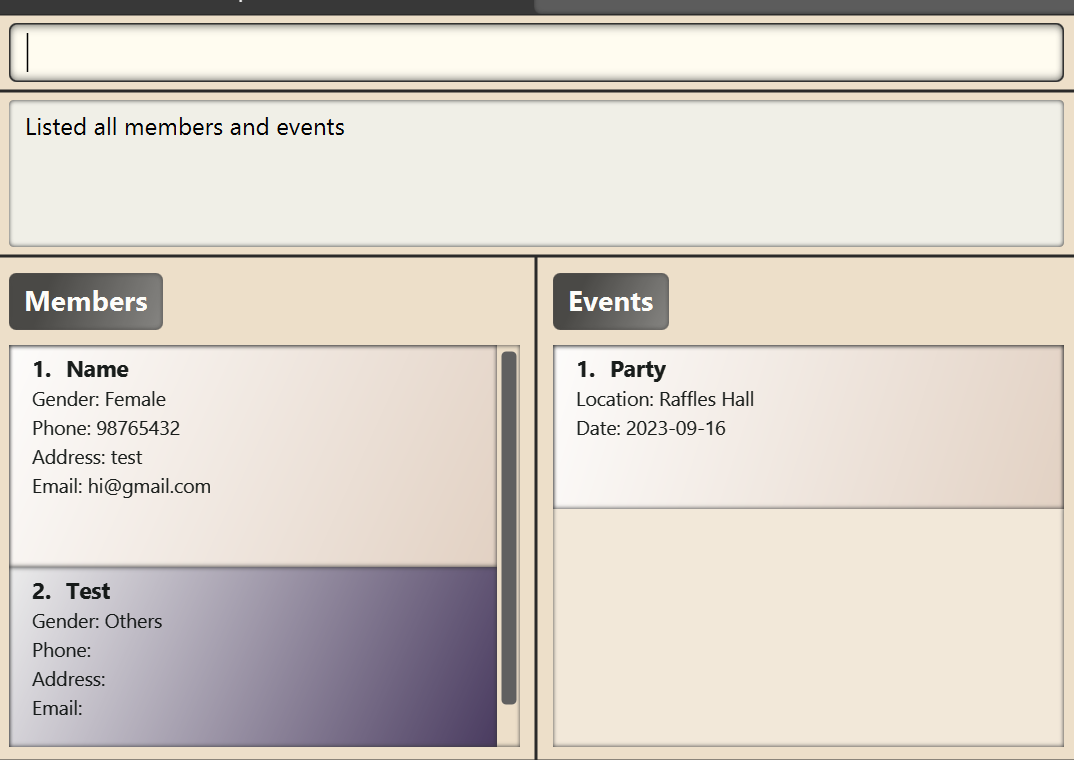 Listed all members and events
Members
1. Name
Gender: Female
Phone: 98765432
Address: test
Email: hi@gmail.com
2. Test
Gender: Others
Phone:
Address:
Email:
Events
1. Party
Location: Raffles Hall
Date: 2023-09-16